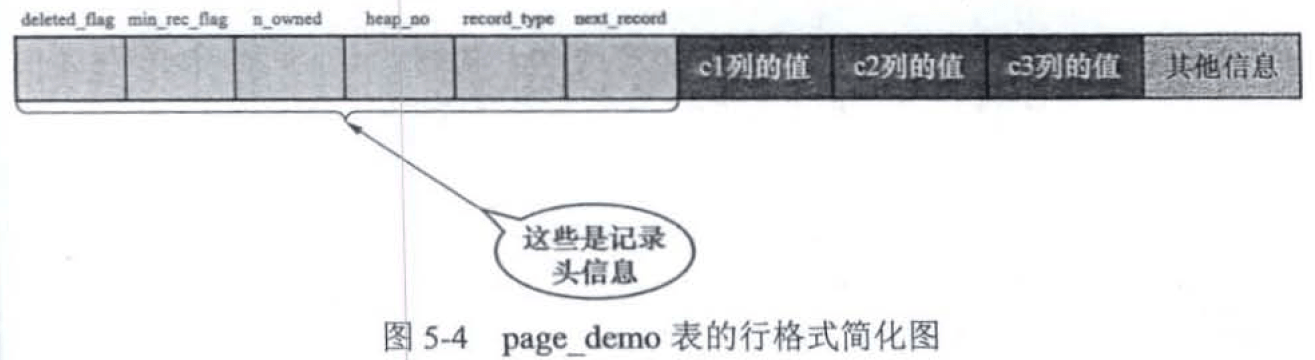 deleted_flag min_rec_flag n_owned heap_no record_type next_record
c1列的值 c2列的值 c3列的值 其他信息
这些是记录
头信息
图 5-4 page_demo 表的行格式简化图